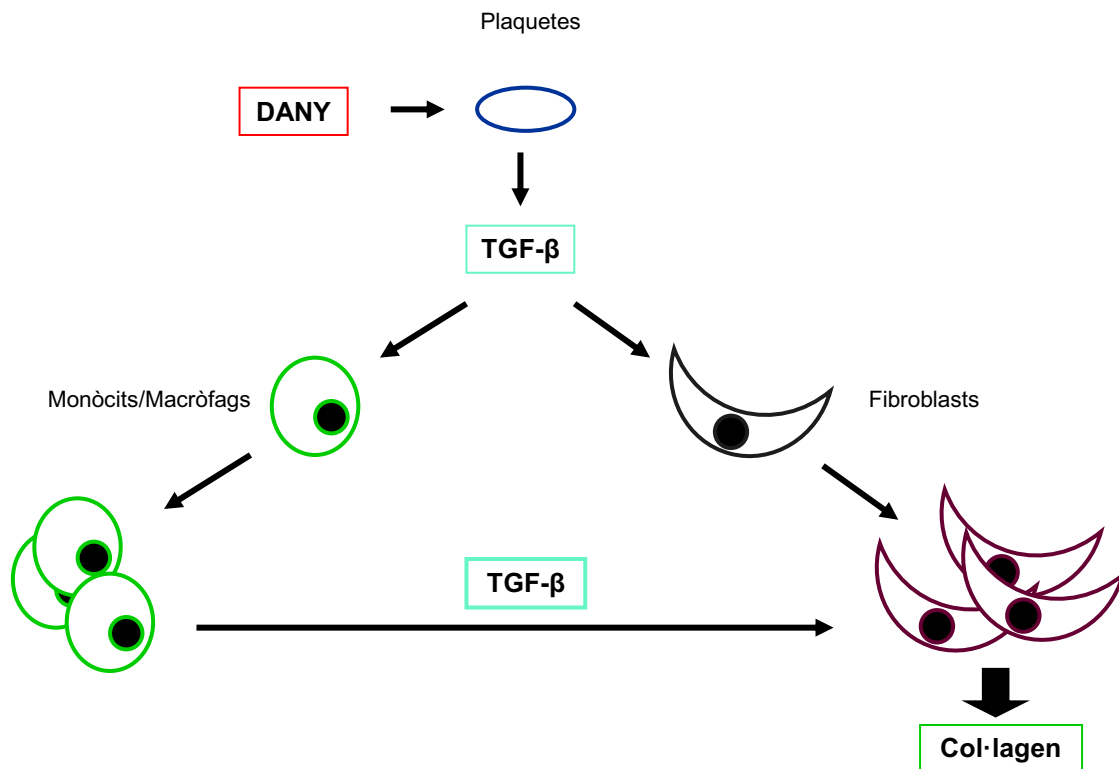 Plaquetes
DANY
TGF-β
Monòcits/Macròfags
Fibroblasts
TGF-β
Col·lagen